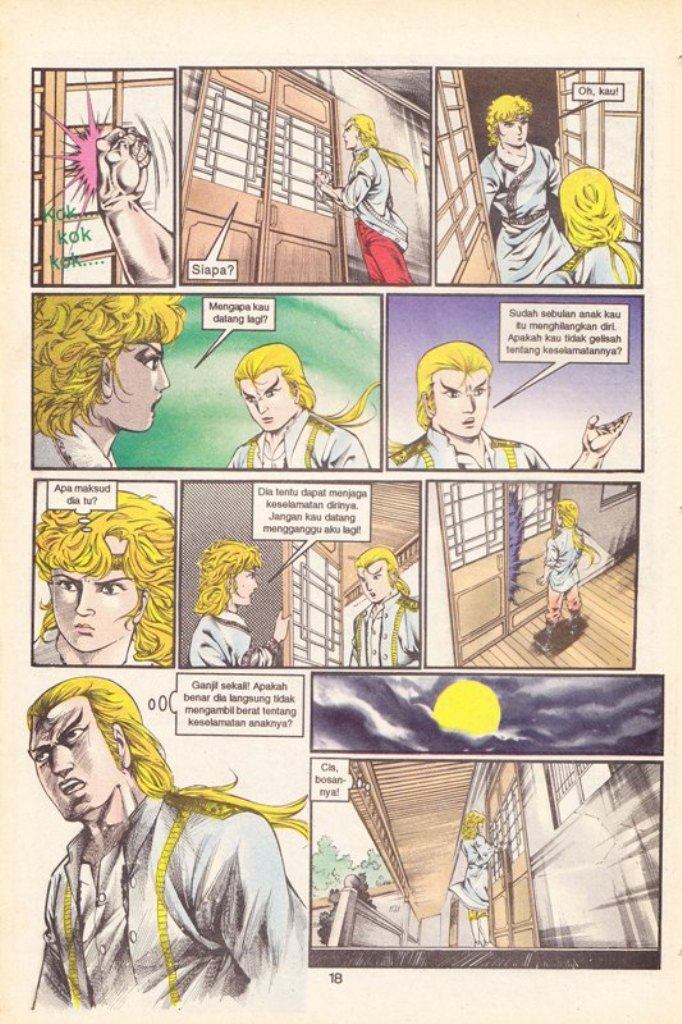 kok...
kok
kok....
Siapa?
Oh, kau!
Mengapa kau
datang lagi?
Sudah sebulan anak kau
itu menghilangkan diri.
Apakah kau tidak gelisah
tentang keselamatannya?
Apa maksud
dia tu?
Dia tentu dapat menjaga
keselamatan dirinya.
Jangan kau datang
mengganggu aku lagi!
Ganjil sekali! Apakah
benar dia langsung tidak
mengambil berat tentang
keselamatan anaknya?
Cis,
bosan-
nya!
18